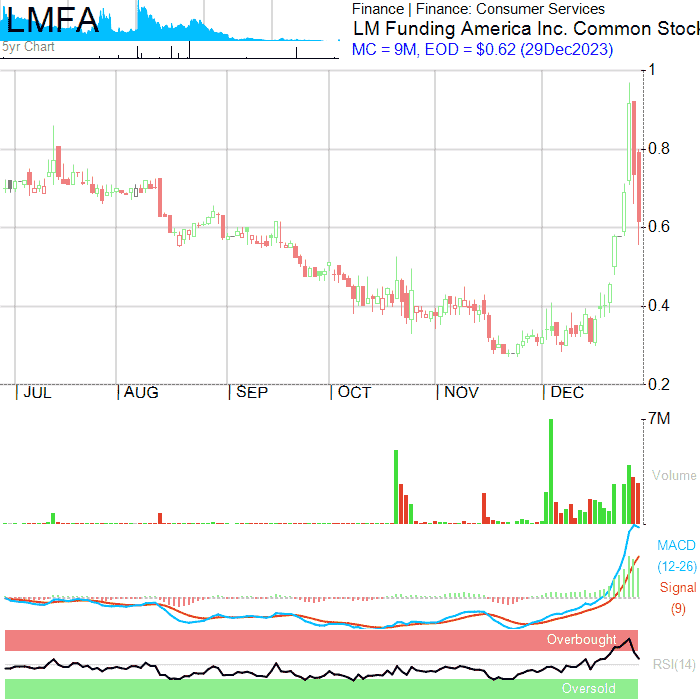 LMFA
5yr Chart
Finance | Finance: Consumer Services
LM Funding America Inc. Common Stock
MC = 9M, EOD = $0.62 (29Dec2023)
1
0.8
0.6
0.4
0.2
JUL AUG SEP OCT NOV DEC
7M
Volume
MACD
(12-26)
Signal
(9)
Overbought
RSI(14)
Oversold